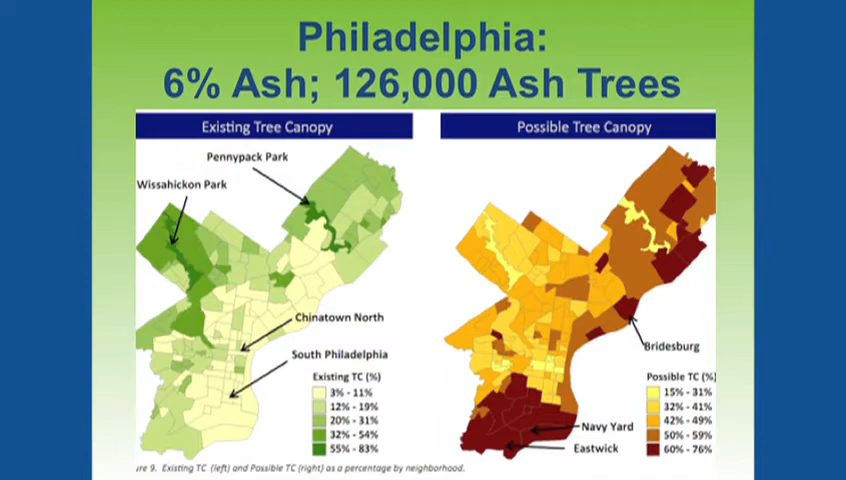 Philadelphia:
6% Ash; 126,000 Ash Trees
Existing Tree Canopy
Pennypack Park
Wissahickon Park
Chinatown North
South Philadelphia
Existing TC (%)
3% - 11%
12% - 19%
20% - 31%
32% - 54%
55% - 83%
Possible Tree Canopy
Bridesburg
Possible TC (%)
15% - 31%
32% - 41%
42% - 49%
50% - 59%
60% - 76%
Navy Yard
Eastwick
ure 9. Existing TC (left) and Possible TC (right) as a percentage by neighborhood.